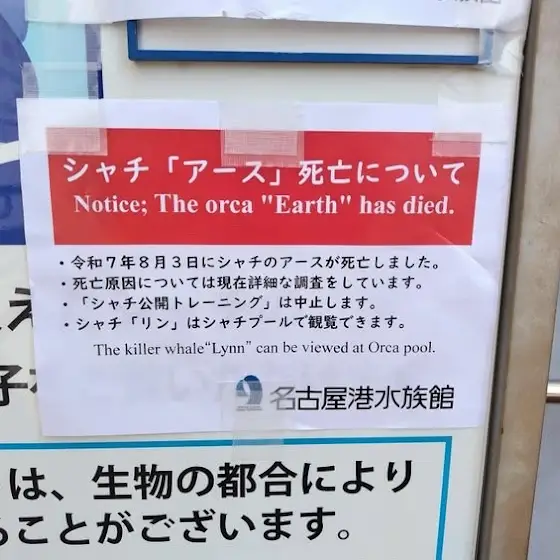 シャチ「アース」死亡について
Notice; The orca "Earth" has died.
・令和7年8月3日にシャチのアースが死亡しました。
・死亡原因については現在詳細な調査をしています。
・「シャチ公開トレーニング」は中止します。
・シャチ「リン」はシャチプールで観覧できます。
The killer whale“Lynn” can be viewed at Orca pool.
名古屋港水族館
は、生物の都合により
ることがございます。